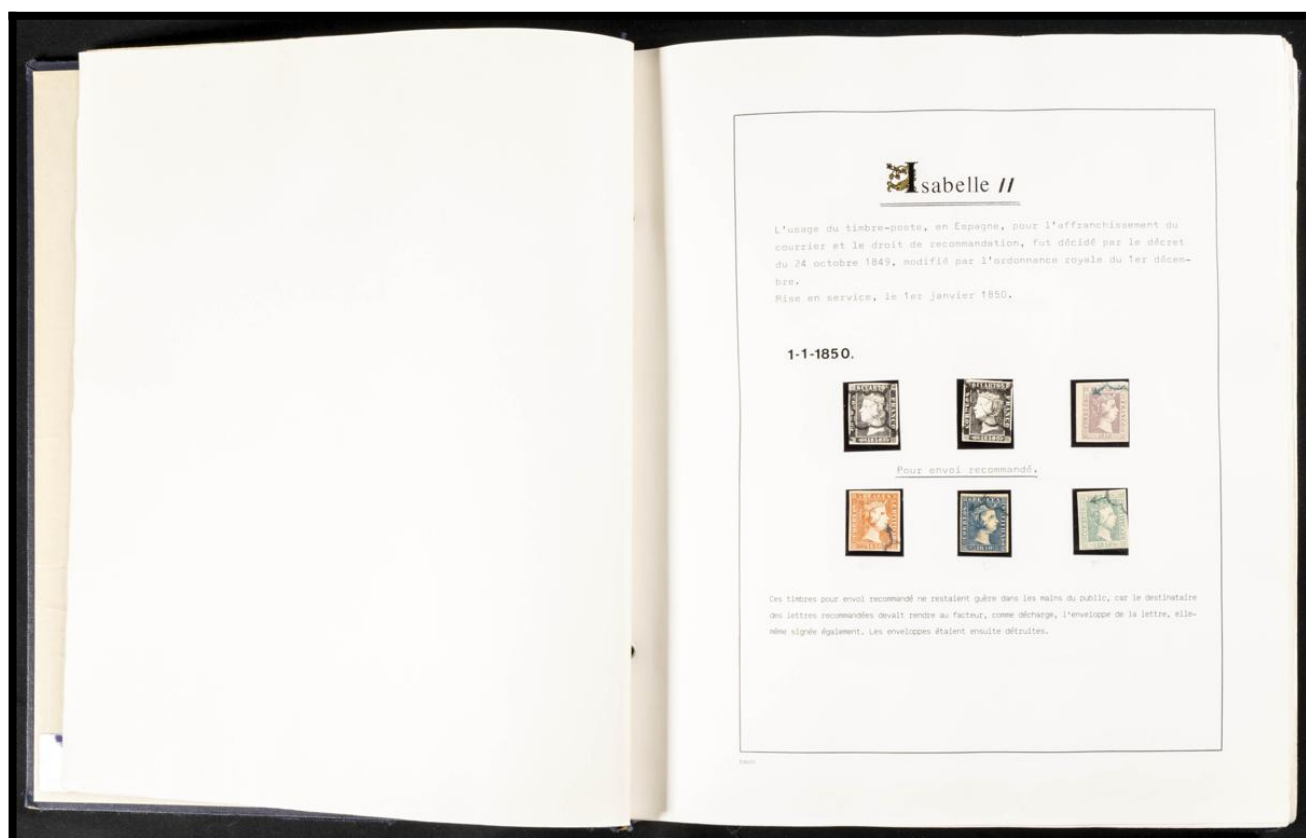 Isabelle II
L'usage du timbre-poste, en Espagne, pour l'affranchissement du
courrier et le droit de recommandation, fut décidé par le décret
du 24 octobre 1849, modifié par l'ordonnance royale du 1er décem-
bre.
Mise en service, le 1er janvier 1850.
1-1-1850.
Pour envoi recommandé.
Ces timbres pour envoi recommandé ne restaient guère dans les mains du public, car le destinataire
des lettres recommandées devait rendre au facteur, comme décharge, l'enveloppe de la lettre, elle-
même signée également. Les enveloppes étaient ensuite détruites.